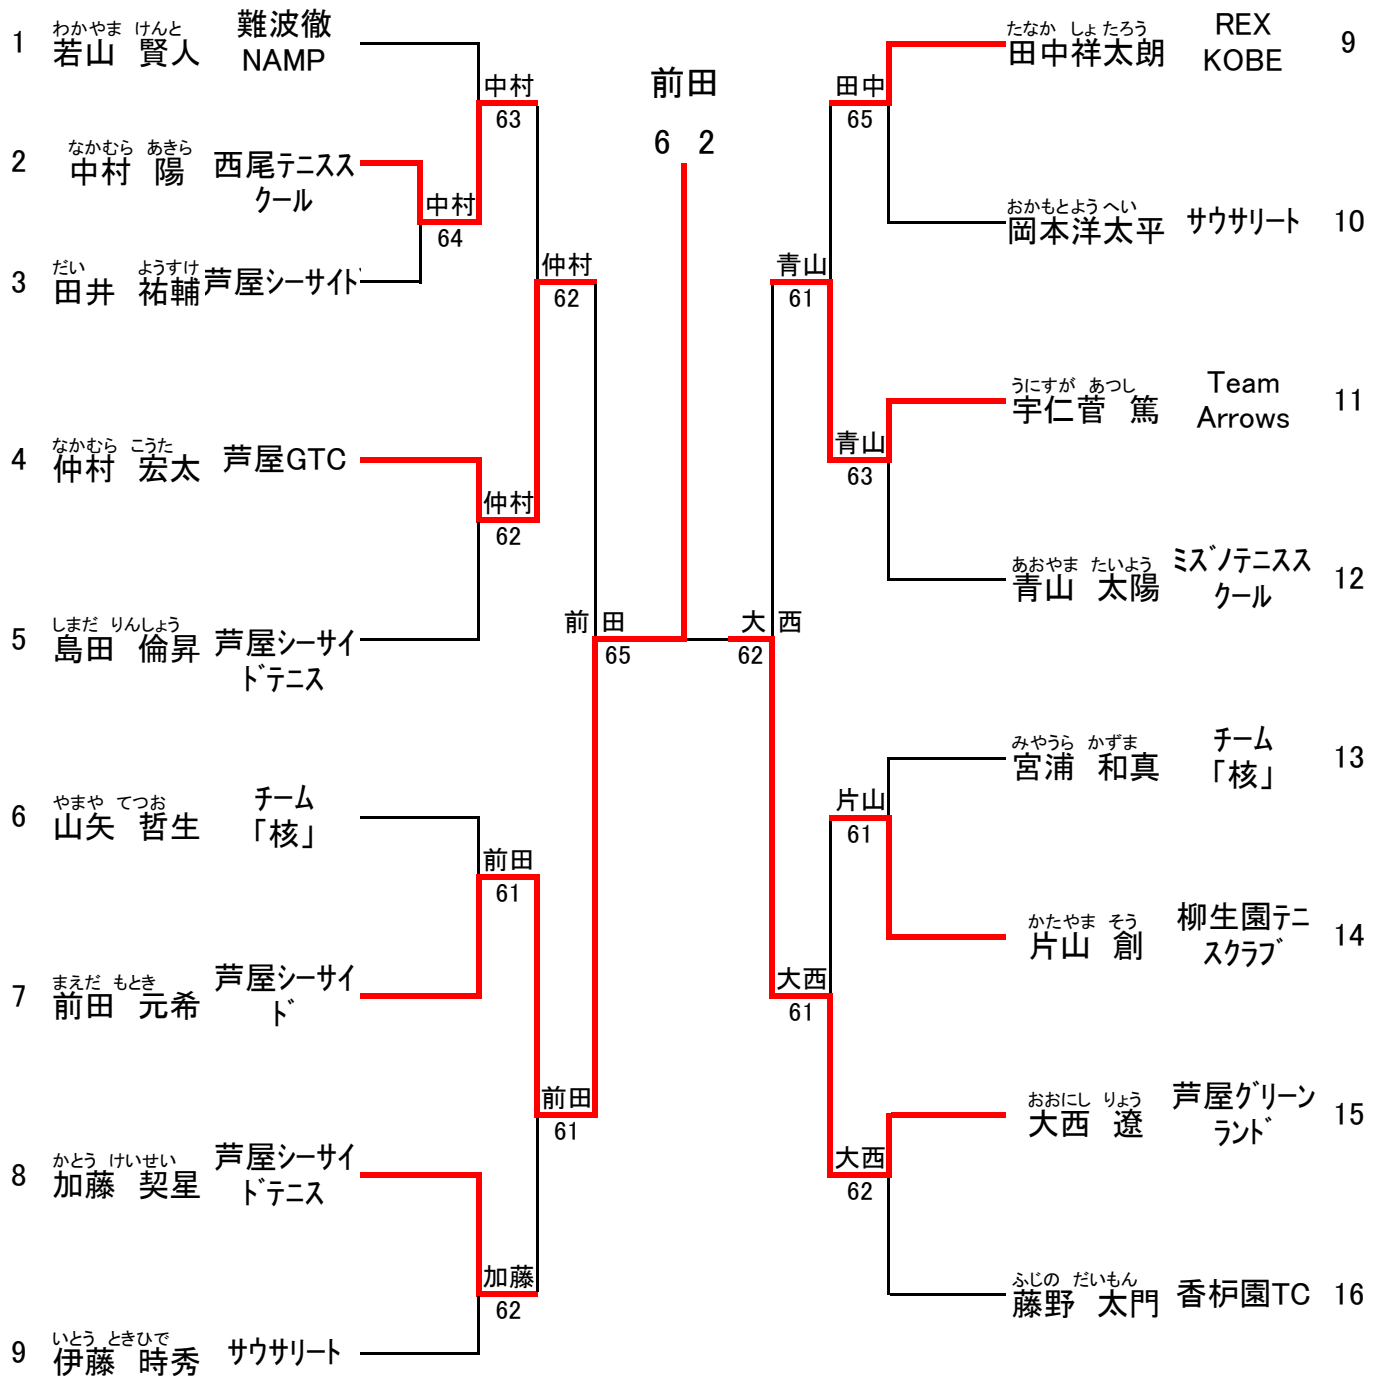 1
わかやま けんと
若山 賢人
難波徹
NAMP
2
なかむら あきら
中村 陽
西尾テニスス
クール
3
だい ようすけ
田井 祐輔
芦屋シーサイド
4
なかむら こうた
仲村 宏太
芦屋GTC
5
しまだ りんしょう
島田 倫昇
芦屋シーサイ
ドテニス
6
やまや てつお
山矢 哲生
チーム
「核」
7
まえだ もとき
前田 元希
芦屋シーサイ
ド
8
かとう けいせい
加藤 契星
芦屋シーサイ
ドテニス
9
いとう ときひで
伊藤 時秀
サウサリート
中村
63
中村
64
仲村
62
仲村
62
前田
61
前田
61
加藤
62
前田
65
前田
6 2
大西
62
青山
61
田中
65
青山
63
片山
61
大西
61
大西
62
たなか しょたろう
田中祥太朗
REX
KOBE
9
おかもとようへい
岡本洋太平
サウサリート
10
うにすが あつし
宇仁菅 篤
Team
Arrows
11
あおやま たいよう
青山 太陽
ミズノテニスス
クール
12
みやうら かずま
宮浦 和真
チーム
「核」
13
かたやま そう
片山 創
柳生園テニ
スクラブ
14
おおにし りょう
大西 遼
芦屋グリーン
ランド
15
ふじの だいもん
藤野 太門
香枦園TC
16